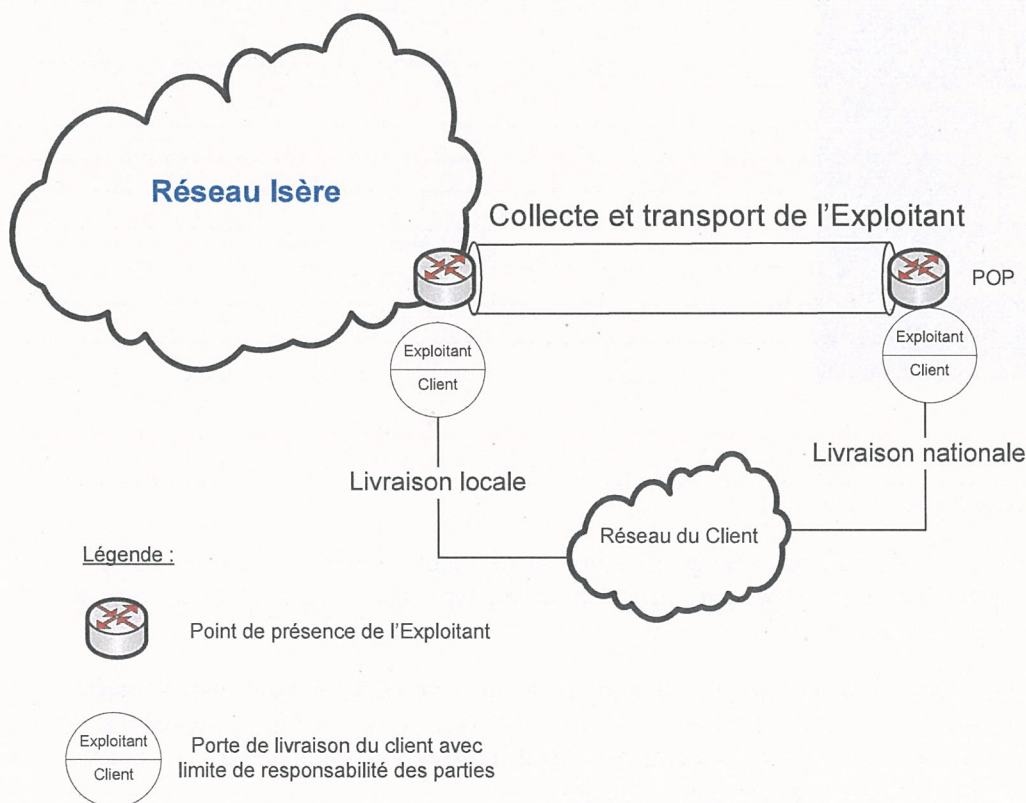 Réseau Isère
Collecte et transport de l’Exploitant
POP
Exploitant
Client
Exploitant
Client
Livraison locale
Livraison nationale
Réseau du Client
Légende :
Point de présence de l’Exploitant
Exploitant
Client
Porte de livraison du client avec
limite de responsabilité des parties